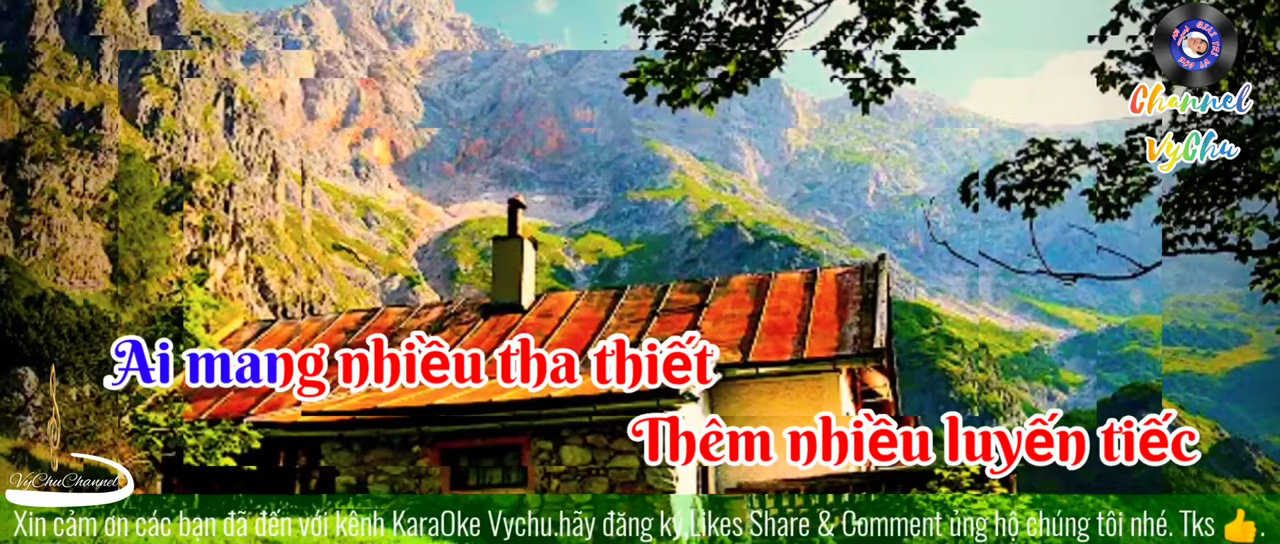 Channel
VyChu
Ai mang nhiều tha thiết
Thêm nhiều luyến tiếc
VyChuChannel
Xin cảm ơn các bạn đã đến với kênh KaraOke Vychu.hãy đăng ký,Likes Share & Comment ủng hộ chúng tôi nhé. Tks 👍.